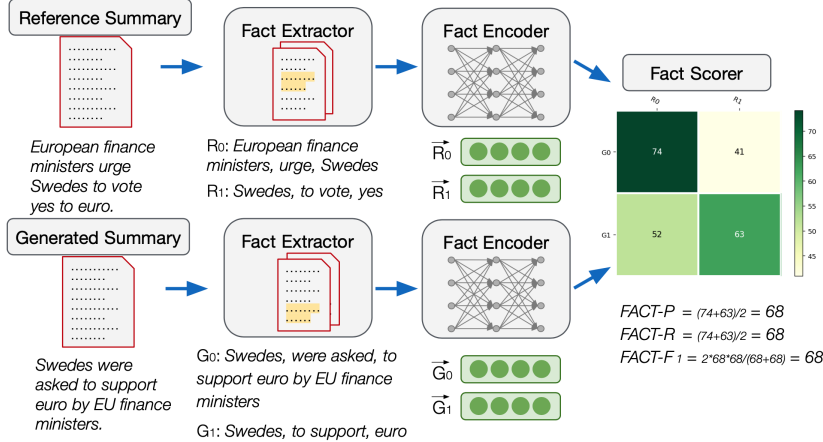 Reference Summary
European finance
ministers urge
Swedes to vote
yes to euro.
Fact Extractor
R0: European finance
ministers, urge, Swedes
R1: Swedes, to vote, yes
Fact Encoder
R0
R1
Generated Summary
Swedes were
asked to support
euro by EU finance
ministers.
Fact Extractor
G0: Swedes, were asked, to
support euro by EU finance
ministers
G1: Swedes, to support, euro
Fact Encoder
G0
G1
Fact Scorer
R0 R1
G0 74 41
G1 52 63
70
65
60
55
50
45
FACT-P = (74+63)/2 = 68
FACT-R = (74+63)/2 = 68
FACT-F 1 = 2*68*68/(68+68) = 68